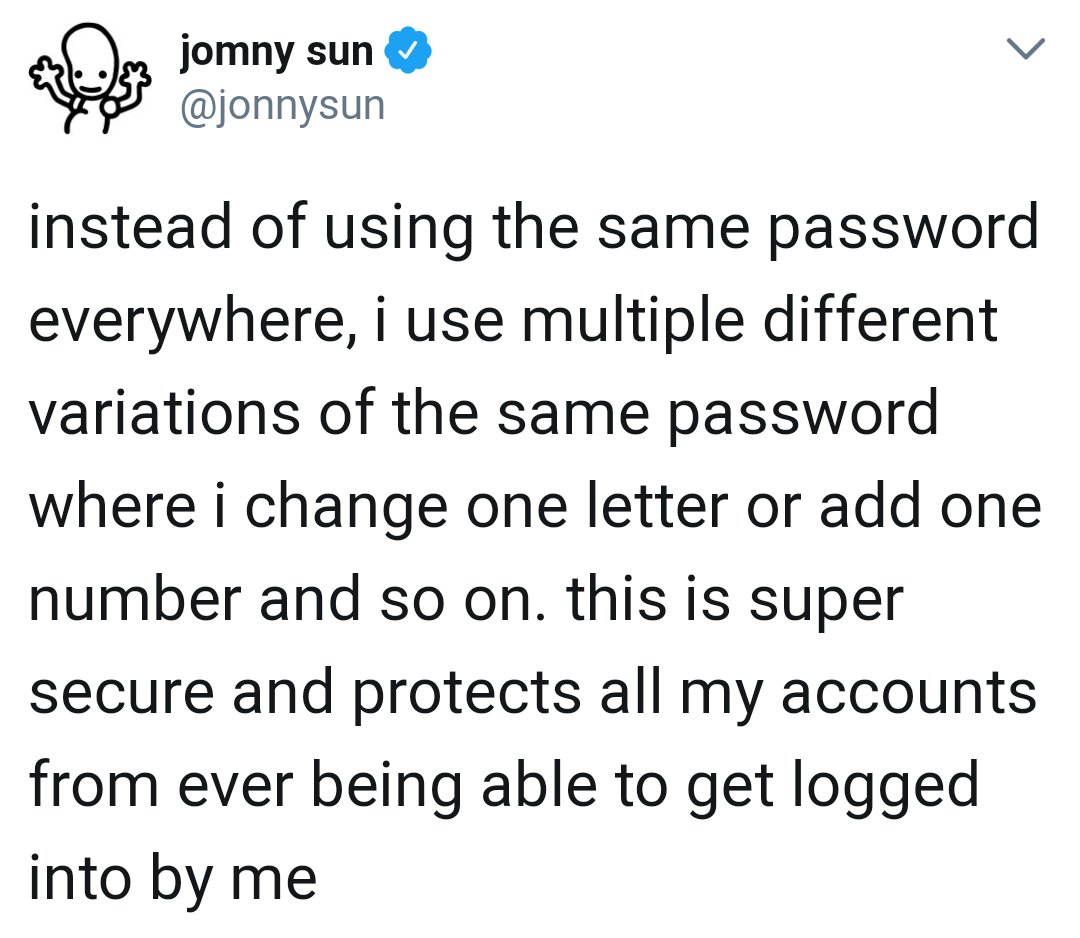 jomny sun
@jonnysun
instead of using the same password
everywhere, i use multiple different
variations of the same password
where i change one letter or add one
number and so on. this is super
secure and protects all my accounts
from ever being able to get logged
into by me